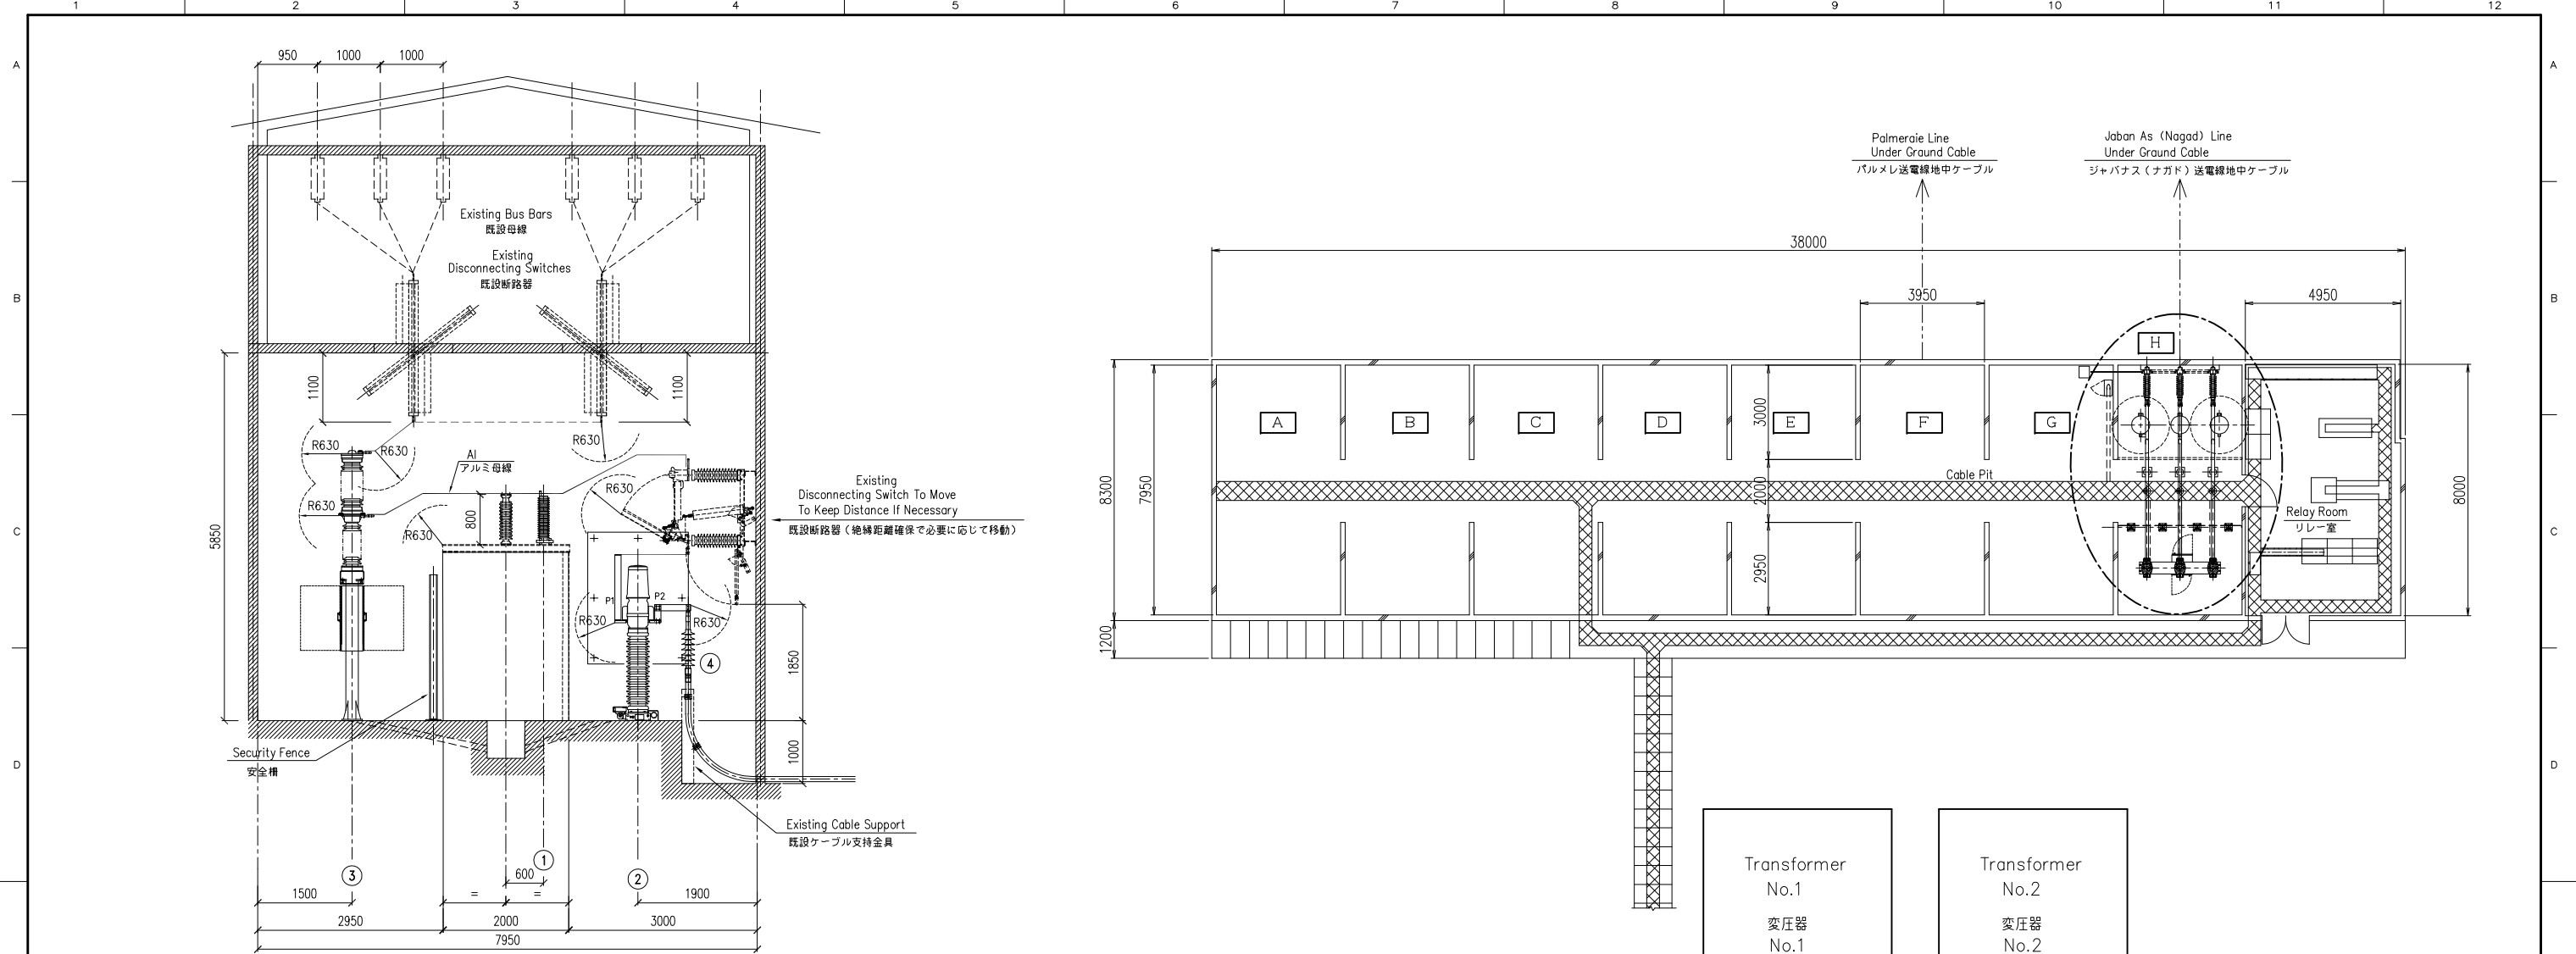 1 2 3 4 5 6 7 8 9 10 11 12
A A
B B
C C
D D
950 1000 1000
Existing Bus Bars
既設母線
Existing
Disconnecting Switches
既設断路器
1100 1100
5850
R630
R630
R630
R630
R630
R630
R630
R630
Al
アルミ母線
800
P1 P2
Existing
Disconnecting Switch To Move
To Keep Distance If Necessary
既設断路器（絶縁距離確保で必要に応じて移動）
④
1850
1000
Security Fence
安全柵
Existing Cable Support
既設ケーブル支持金具
③ ① ②
600
1500 = = 1900
2950 2000 3000
7950
Palmeraie Line
Under Ground Cable
パルメレ送電線地中ケーブル
Jaban As (Nagad) Line
Under Ground Cable
ジャバナス（ナガド）送電線地中ケーブル
38000
3950 4950
H
A B C D E F G
3000
2000
2950
8300
7950
1200
8000
Cable Pit
Relay Room
リレー室
Transformer
No.1
変圧器
No.1
Transformer
No.2
変圧器
No.2